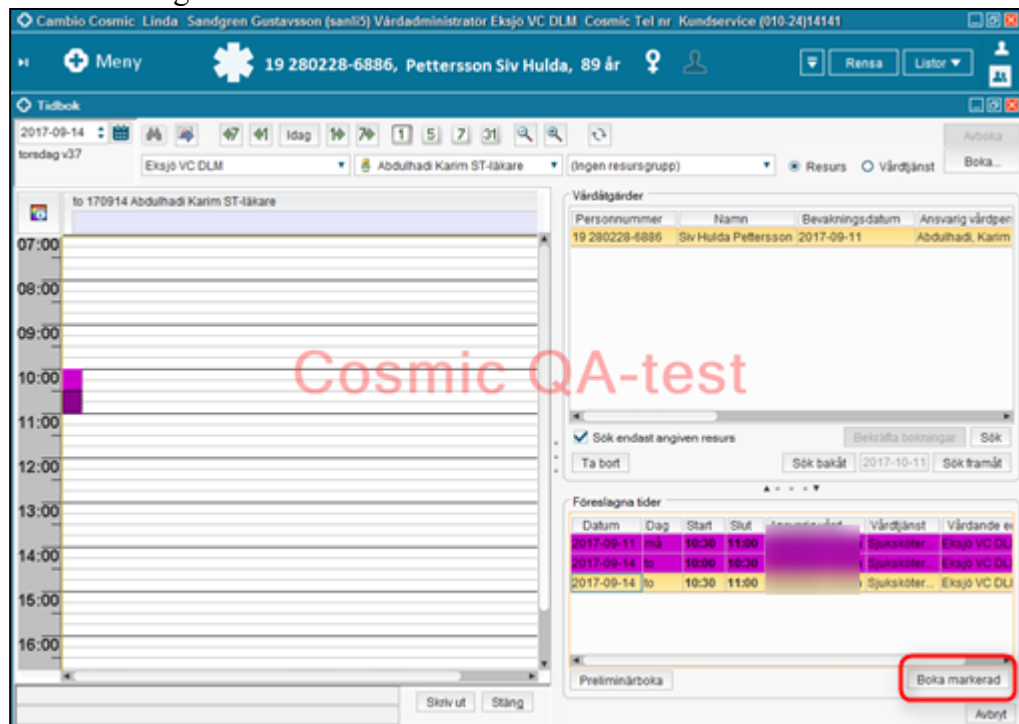 Cambio Cosmic Linda Sandgren Gustavsson (sanli5) Vårdadministratör Eksjö VC DLM Cosmic Tel nr Kundservice (010-24)14141
Meny
19 280228-6886, Pettersson Siv Hulda, 89 år
Rensa
Listor
Tidbok
2017-09-14
torsdag v37
Idag
1 5 7 31
Avboka
Eksjö VC DLM
Abdulhadi Karim ST-läkare
(Ingen resursgrupp)
Resurs
Vårdtjänst
Boka...
to 170914 Abdulhadi Karim ST-läkare
07:00
08:00
09:00
10:00
11:00
12:00
13:00
14:00
15:00
16:00
Skriv ut
Stäng
Cosmic QA-test
Vårdåtgärder
Personnummer Namn Bevakningsdatum Ansvarig vårdper
19 280228-6886 Siv Hulda Pettersson 2017-09-11 Abdulhadi, Karim
Sök endast angiven resurs
Bekräfta bokningar
Sök
Ta bort
Sök bakåt
2017-10-11
Sök framåt
Föreslagna tider
Datum Dag Start Slut Vårdtjänst Vårdande e
2017-09-11 må 10:30 11:00 Sjuksköter... Eksjö VC DL
2017-09-14 to 10:00 10:30 Sjuksköter... Eksjö VC DL
2017-09-14 to 10:30 11:00 Sjuksköter... Eksjö VC DL
Preliminärboka
Boka markerad
Avbryt